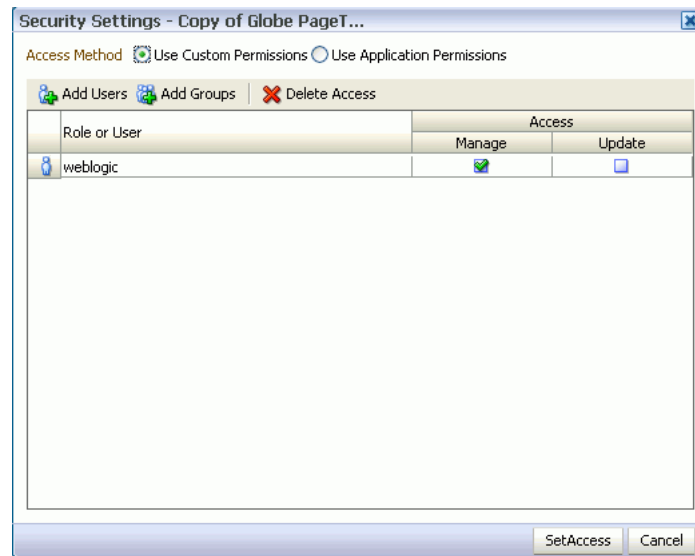 Security Settings - Copy of Globe PageT...
Access Method Use Custom Permissions Use Application Permissions
Add Users Add Groups Delete Access
Role or User
Access
Manage Update
weblogic
SetAccess Cancel